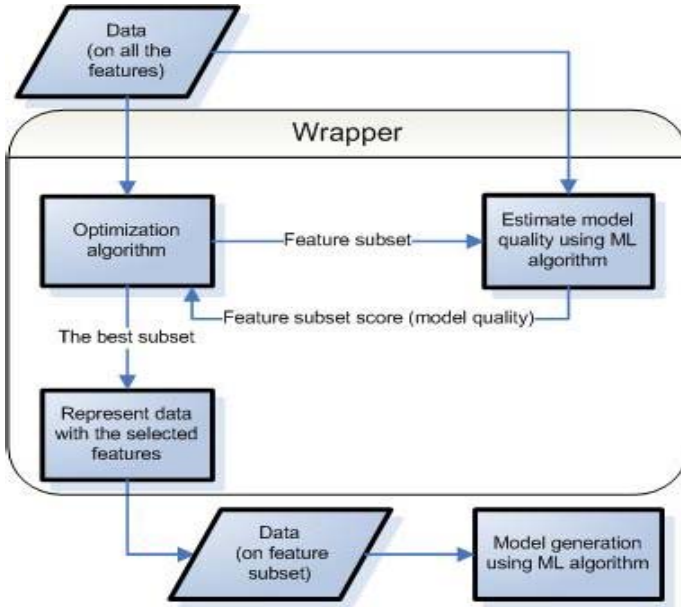 Data
(on all the
features)
Wrapper
Optimization
algorithm
Feature subset
Estimate model
quality using ML
algorithm
Feature subset score (model quality)
The best subset
Represent data
with the selected
features
Data
(on feature
subset)
Model generation
using ML algorithm